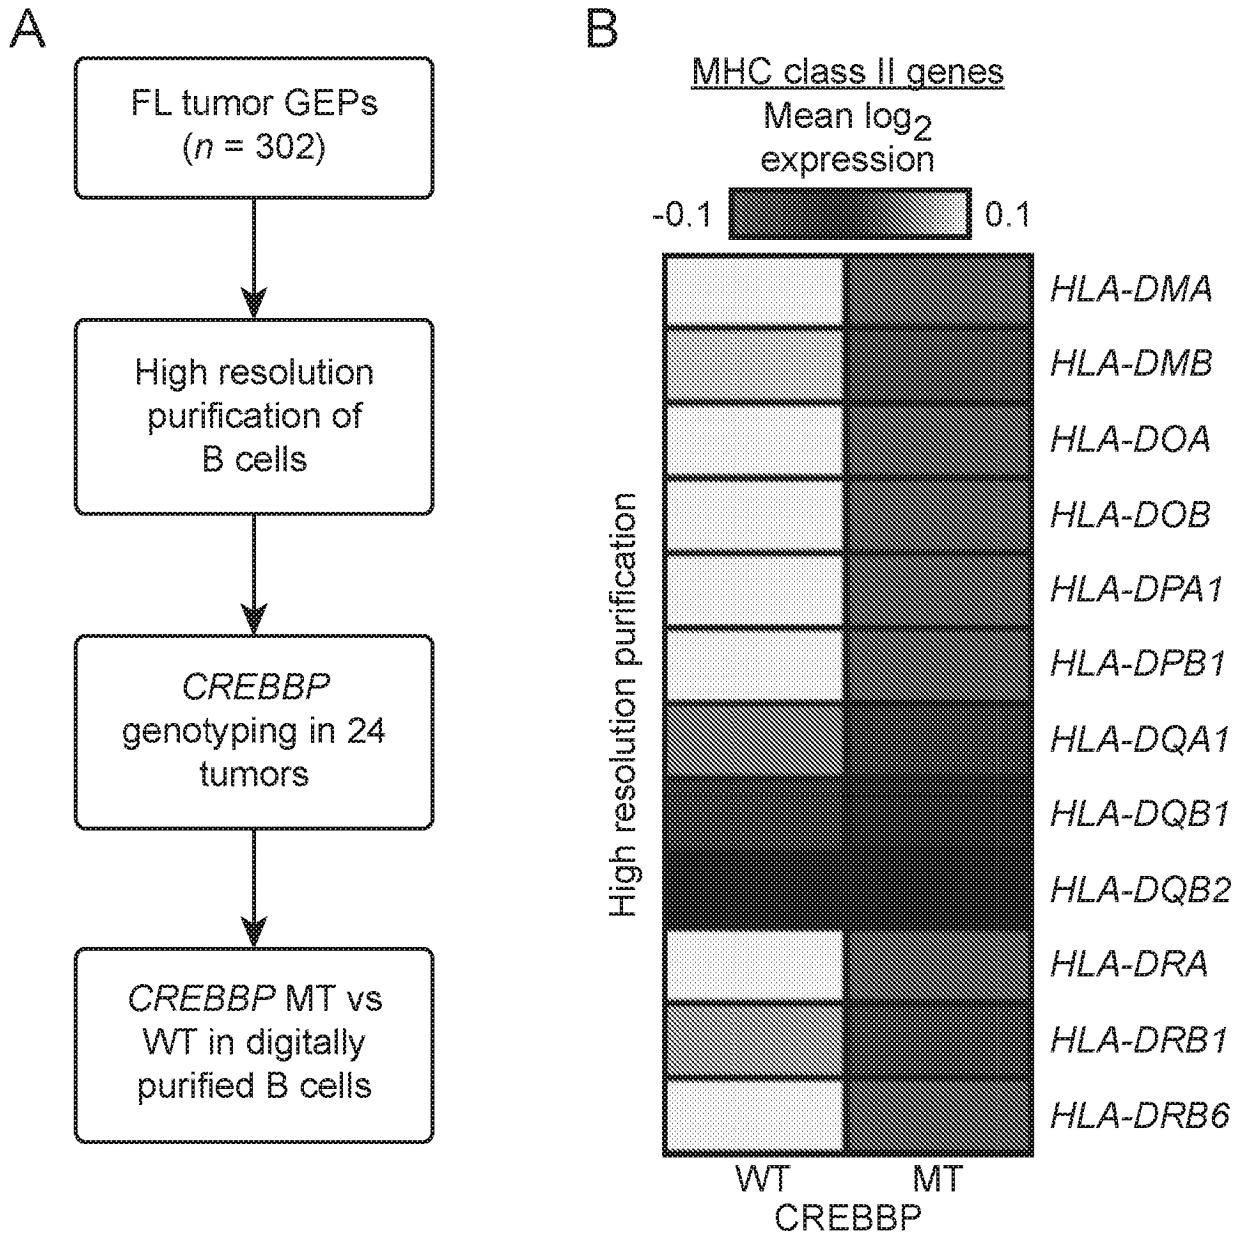 A
FL tumor GEPs
(n = 302)
High resolution
purification of
B cells
CREBBP
genotyping in 24
tumors
CREBBP MT vs
WT in digitally
purified B cells
B
MHC class II genes
Mean log2
expression
-0.1 0.1
High resolution purification
HLA-DMA
HLA-DMB
HLA-DOA
HLA-DOB
HLA-DPA1
HLA-DPB1
HLA-DQA1
HLA-DQB1
HLA-DQB2
HLA-DRA
HLA-DRB1
HLA-DRB6
WT MT
CREBBP